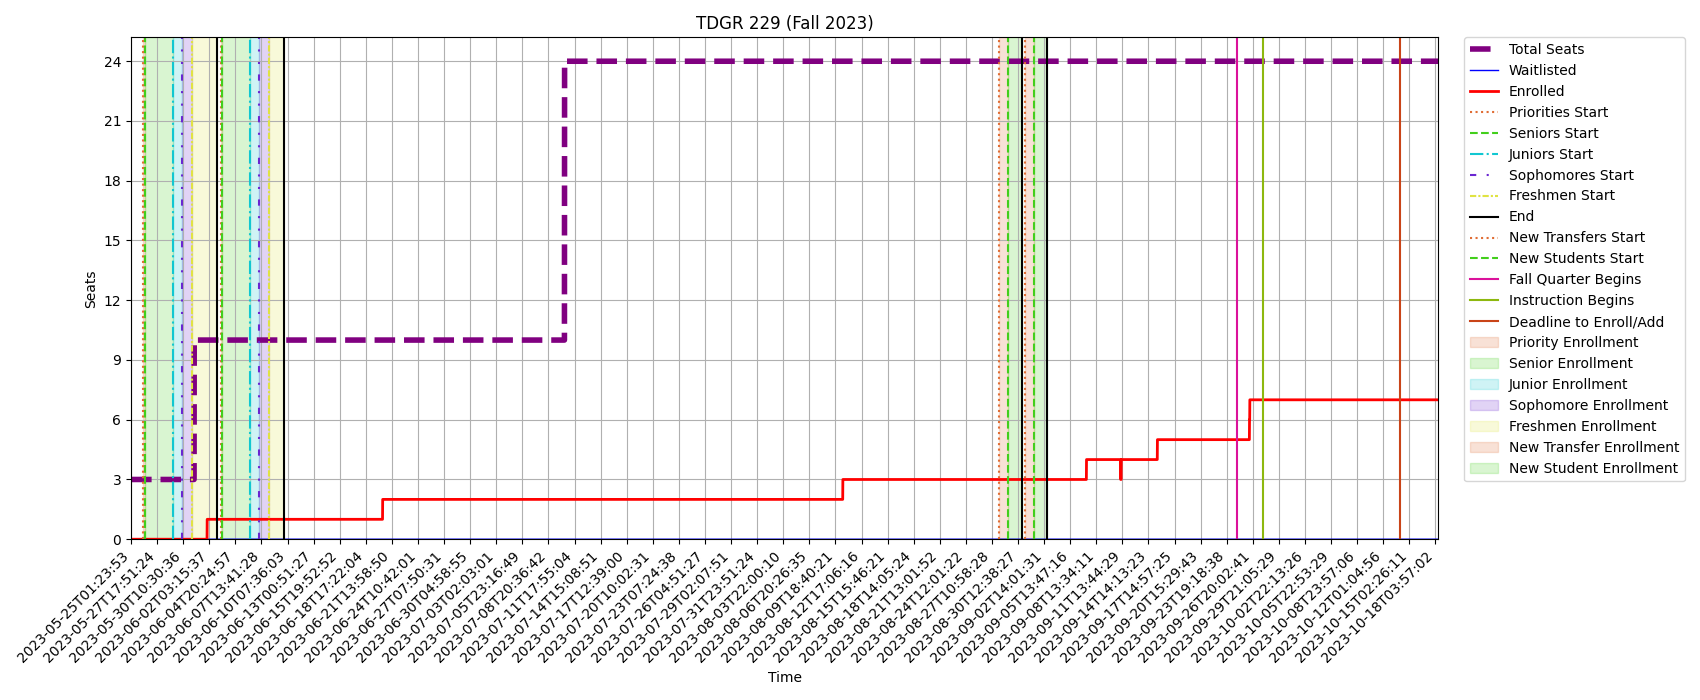 TDGR 229 (Fall 2023)
Seats
24
21
18
15
12
9
6
3
0
2023-05-25T01:23:53
2023-05-27T17:51:24
2023-05-30T10:30:36
2023-06-02T03:15:37
2023-06-04T20:24:57
2023-06-07T13:41:28
2023-06-10T07:36:03
2023-06-13T00:51:27
2023-06-15T19:52:52
2023-06-18T17:22:04
2023-06-21T13:58:50
2023-06-24T10:42:01
2023-06-27T07:50:31
2023-06-30T04:58:55
2023-07-03T02:03:01
2023-07-05T23:16:49
2023-07-08T20:36:42
2023-07-11T17:55:04
2023-07-14T15:08:51
2023-07-17T12:39:00
2023-07-20T10:02:31
2023-07-23T07:24:38
2023-07-26T04:51:27
2023-07-29T02:07:51
2023-07-31T23:51:24
2023-08-03T22:00:10
2023-08-06T20:26:35
2023-08-09T18:40:21
2023-08-12T17:06:16
2023-08-15T15:46:21
2023-08-18T14:05:24
2023-08-21T13:01:52
2023-08-24T12:01:22
2023-08-27T10:58:28
2023-08-30T12:38:27
2023-09-02T14:01:31
2023-09-05T13:47:16
2023-09-08T13:34:11
2023-09-11T13:44:29
2023-09-14T14:13:23
2023-09-17T14:57:25
2023-09-20T15:29:43
2023-09-23T19:18:38
2023-09-26T20:02:41
2023-09-29T21:05:29
2023-10-02T22:13:26
2023-10-05T22:53:29
2023-10-08T23:57:06
2023-10-12T01:04:56
2023-10-15T02:26:11
2023-10-18T03:57:02
Time
Total Seats
Waitlisted
Enrolled
Priorities Start
Seniors Start
Juniors Start
Sophomores Start
Freshmen Start
End
New Transfers Start
New Students Start
Fall Quarter Begins
Instruction Begins
Deadline to Enroll/Add
Priority Enrollment
Senior Enrollment
Junior Enrollment
Sophomore Enrollment
Freshmen Enrollment
New Transfer Enrollment
New Student Enrollment